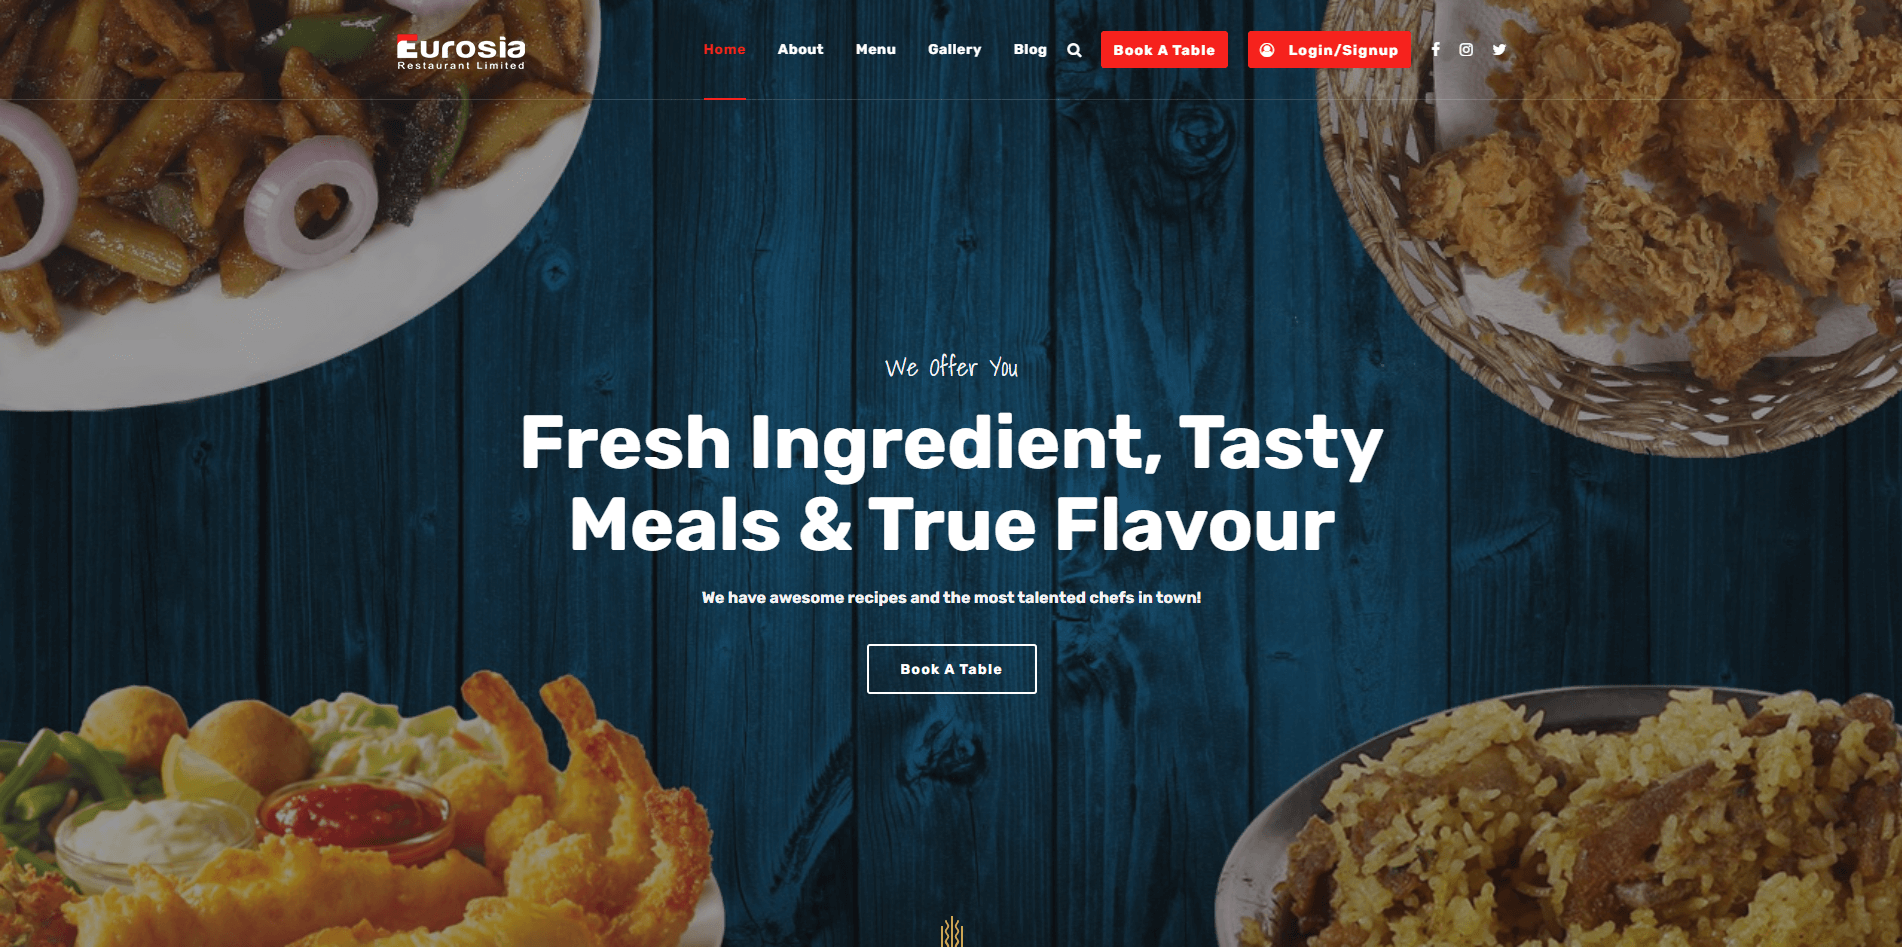 Eurosia
Restaurant Limited
Home About Menu Gallery Blog Book A Table Login/Signup
We Offer You
Fresh Ingredient, Tasty
Meals & True Flavour
We have awesome recipes and the most talented chefs in town!
Book A Table